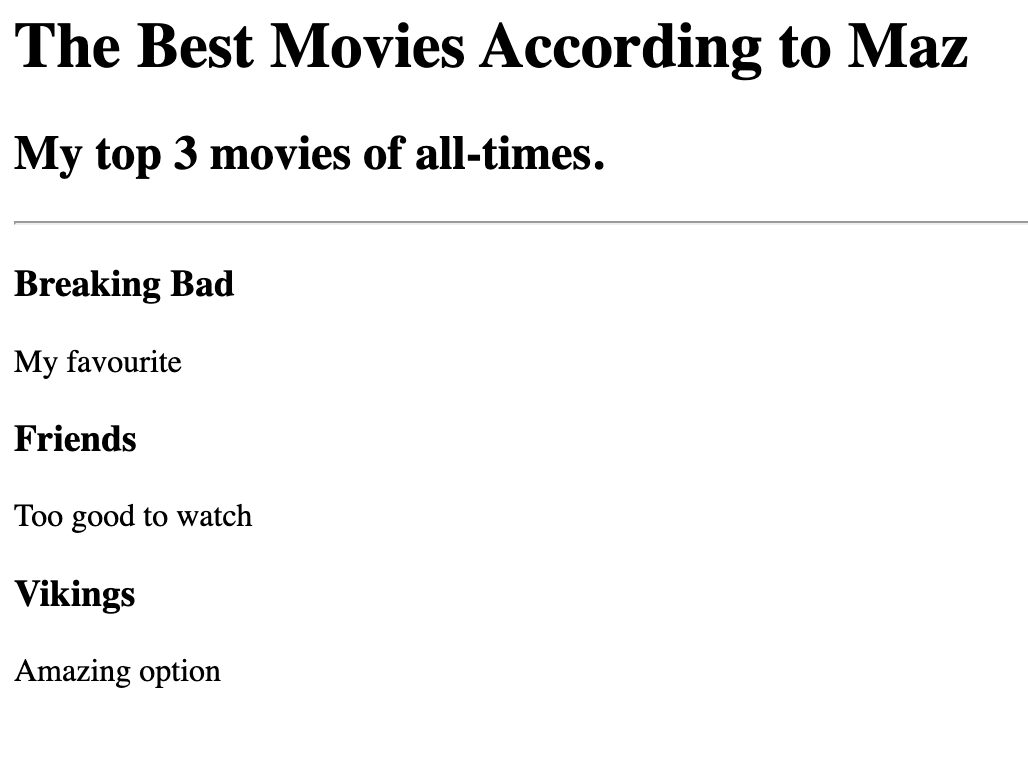 The Best Movies According to Maz
My top 3 movies of all-times.
Breaking Bad
My favourite
Friends
Too good to watch
Vikings
Amazing option